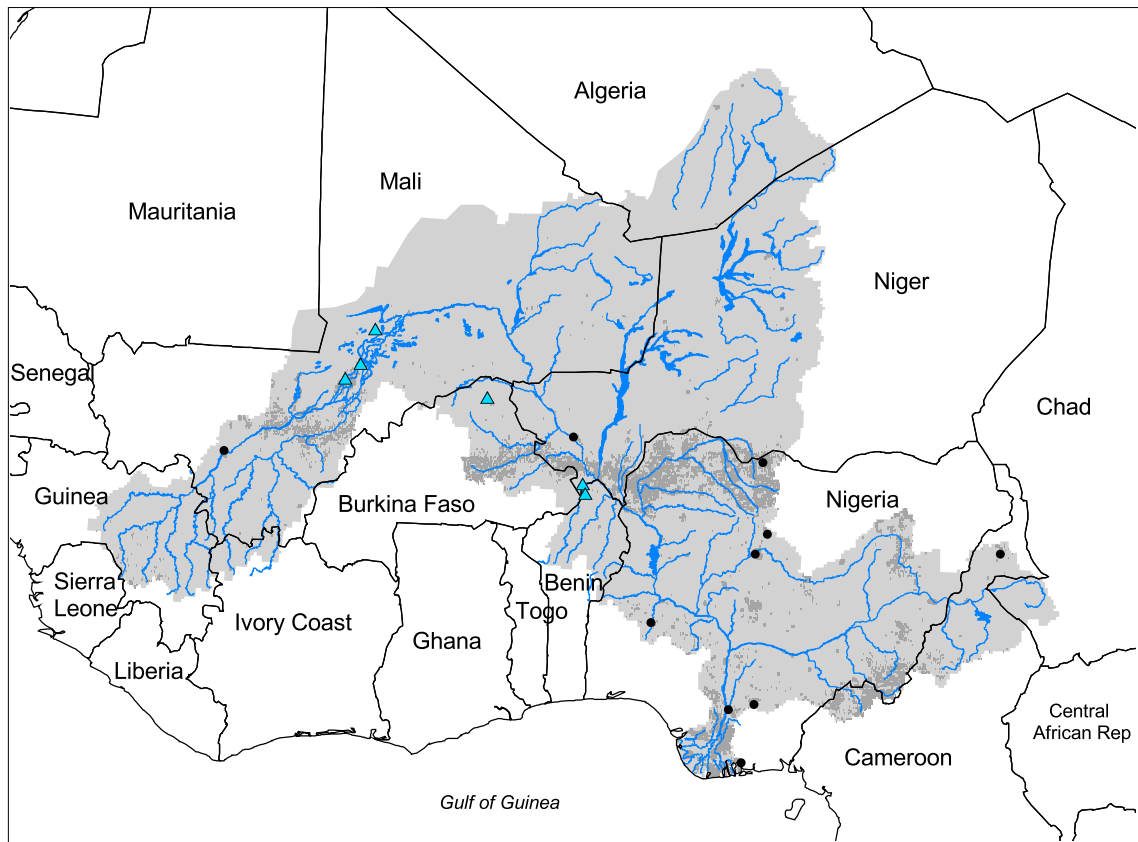 Algeria
Mali
Mauritania
Niger
Senegal
Chad
Guinea
Nigeria
Burkina Faso
Sierra
Leone
Benin
Togo
Ivory Coast
Ghana
Liberia
Central
African Rep
Cameroon
Gulf of Guinea